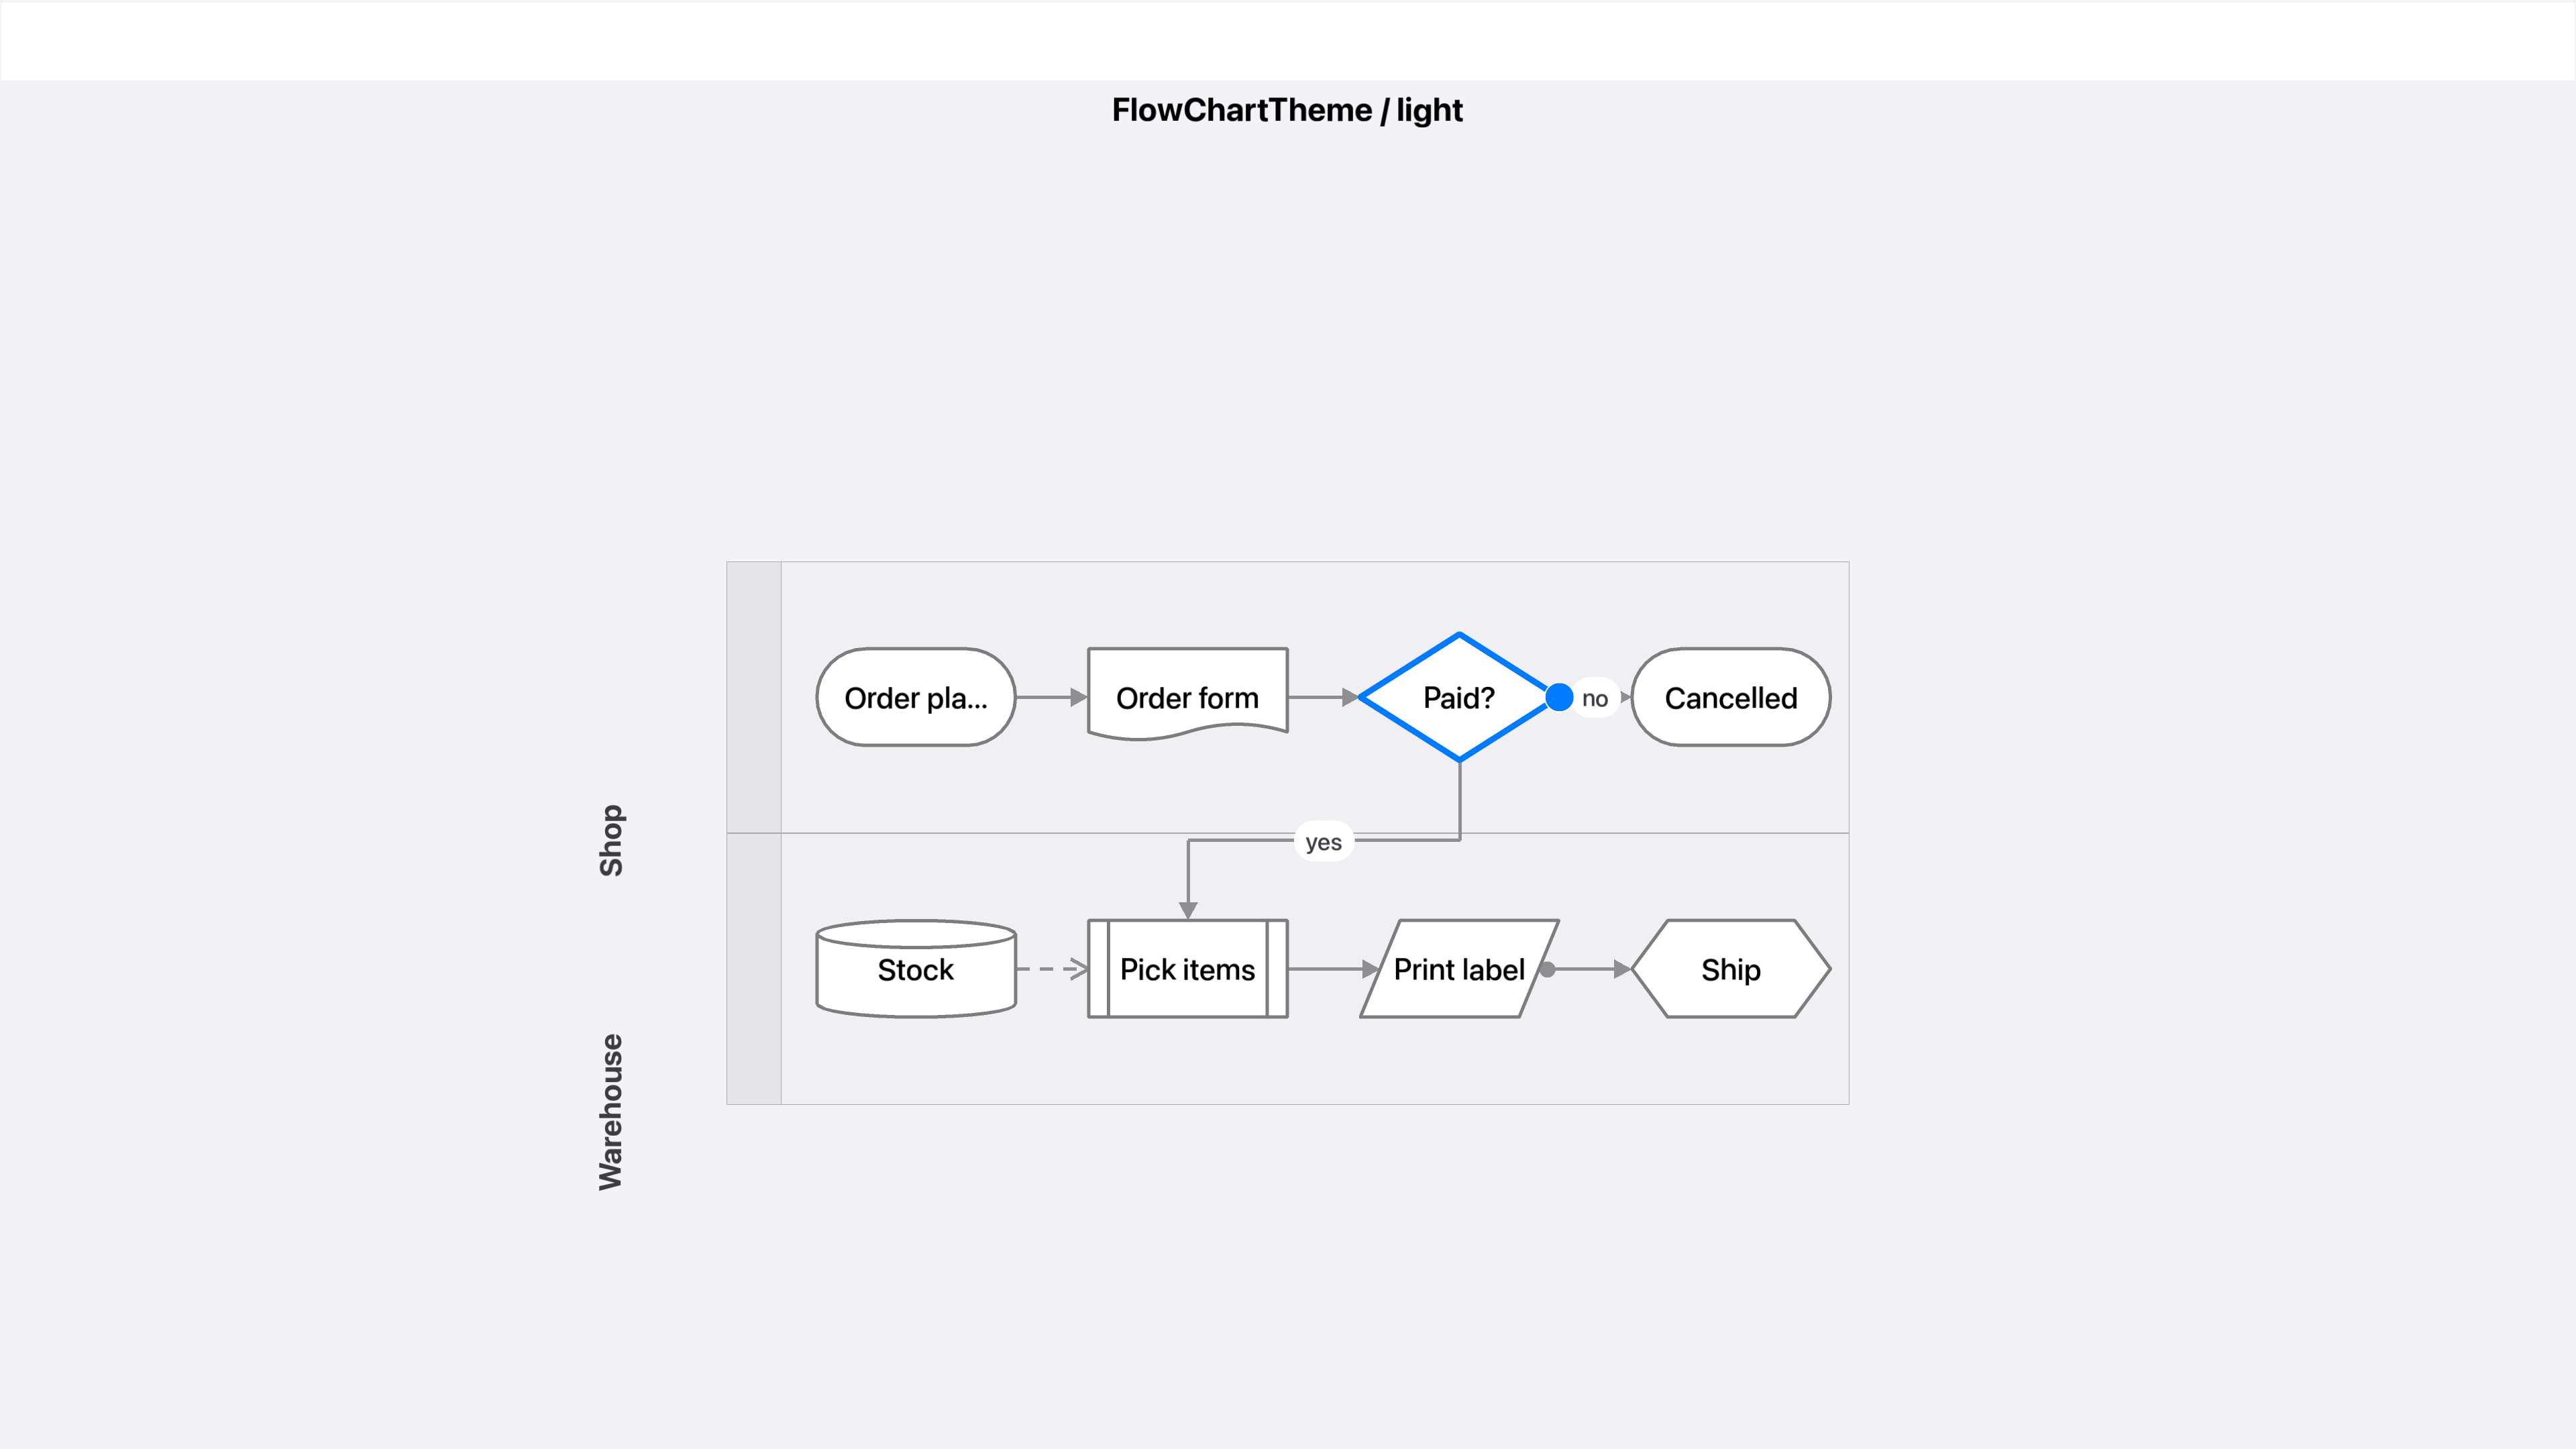 FlowChartTheme / light
Shop
Order pla...
Order form
Paid?
no
Cancelled
yes
Warehouse
Stock
Pick items
Print label
Ship